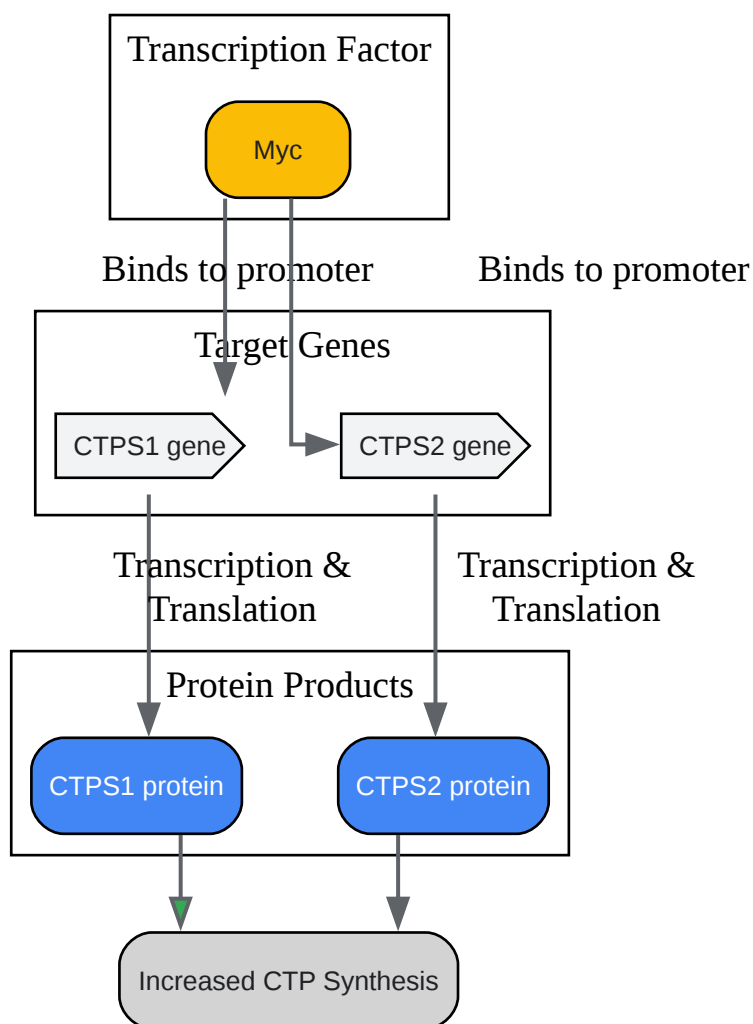 Transcription Factor
Myc
Binds to promoter
Binds to promoter
Target Genes
CTPS1 gene
CTPS2 gene
Transcription &
Translation
Transcription &
Translation
Protein Products
CTPS1 protein
CTPS2 protein
Increased CTP Synthesis